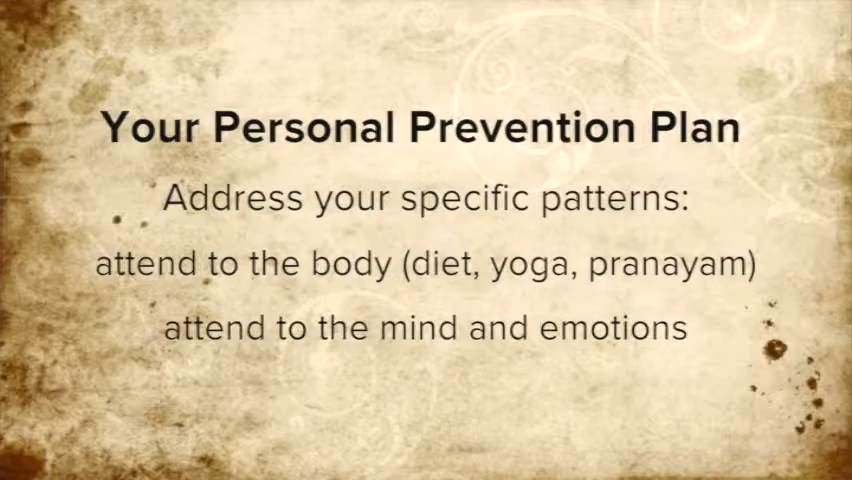 Your Personal Prevention Plan
Address your specific patterns:
attend to the body (diet, yoga, pranayam)
attend to the mind and emotions